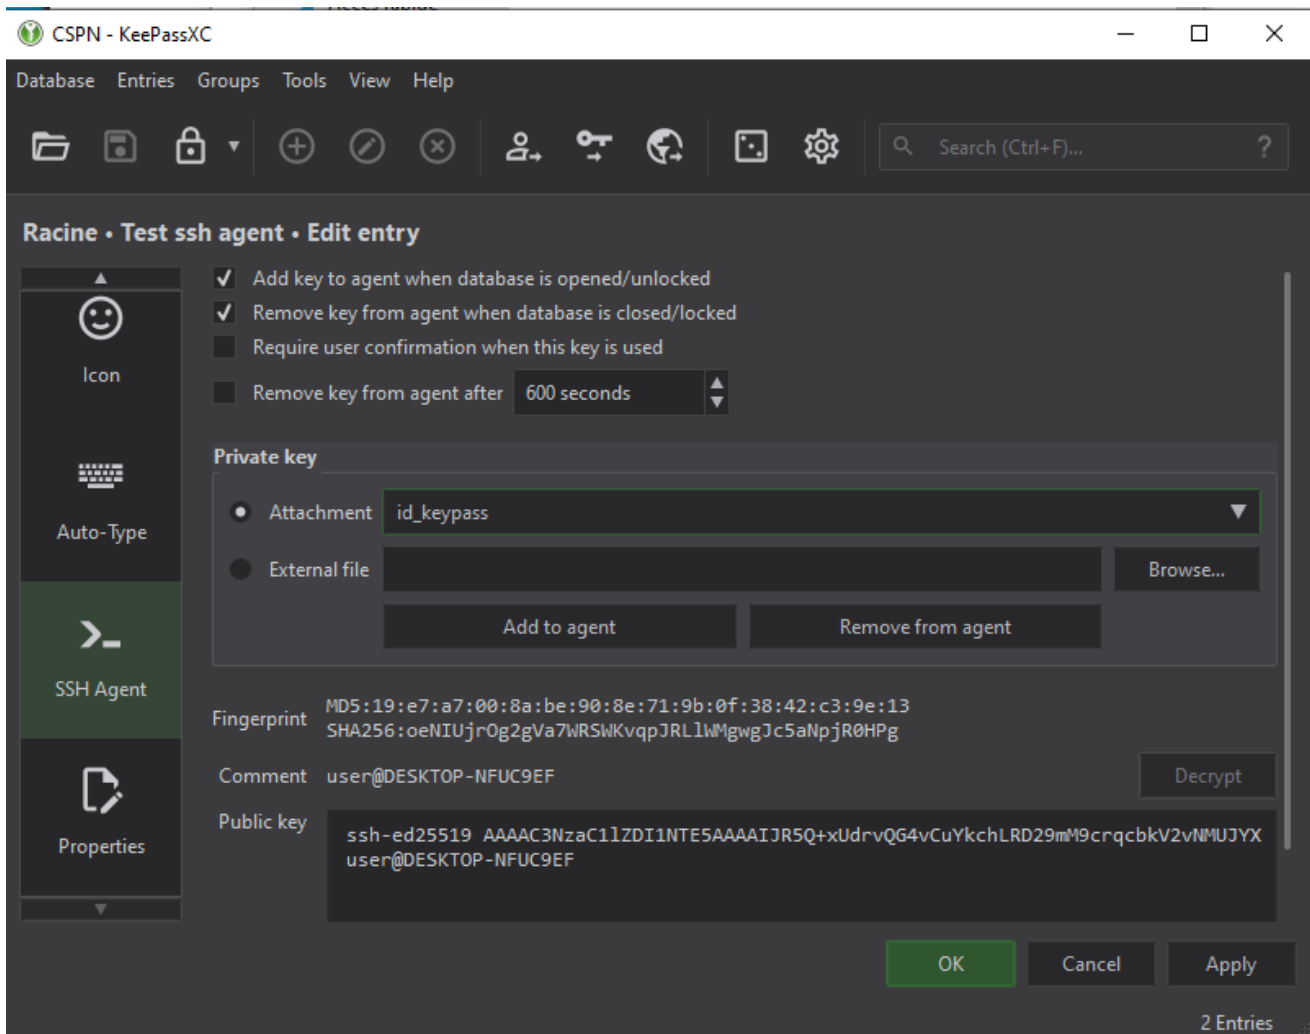 CSPN - KeePassXC
Database Entries Groups Tools View Help
Search (Ctrl+F)... ?
Racine • Test ssh agent • Edit entry
Add key to agent when database is opened/unlocked
Remove key from agent when database is closed/locked
Require user confirmation when this key is used
Remove key from agent after 600 seconds
Icon
Auto-Type
SSH Agent
Properties
Private key
Attachment id_keypass
External file Browse...
Add to agent Remove from agent
Fingerprint MD5:19:e7:a7:00:8a:be:90:8e:71:9b:0f:38:42:c3:9e:13
SHA256:oeNIUjrOg2gVa7WRSWKvqpJRLlWMgwgJc5aNpjR0HPg
Comment user@DESKTOP-NFUC9EF Decrypt
Public key ssh-ed25519 AAAAC3NzaC1lZDI1NTE5AAAAIJR5Q+xUdrvQG4vCuYkchLRD29mM9crqcbkV2vNMUJYX
user@DESKTOP-NFUC9EF
OK Cancel Apply
2 Entries